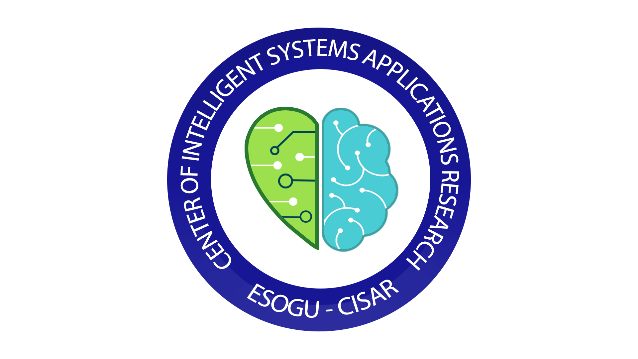 CENTER OF INTELLIGENT SYSTEMS APPLICATIONS RESEARCH
ESOGU - CISAR